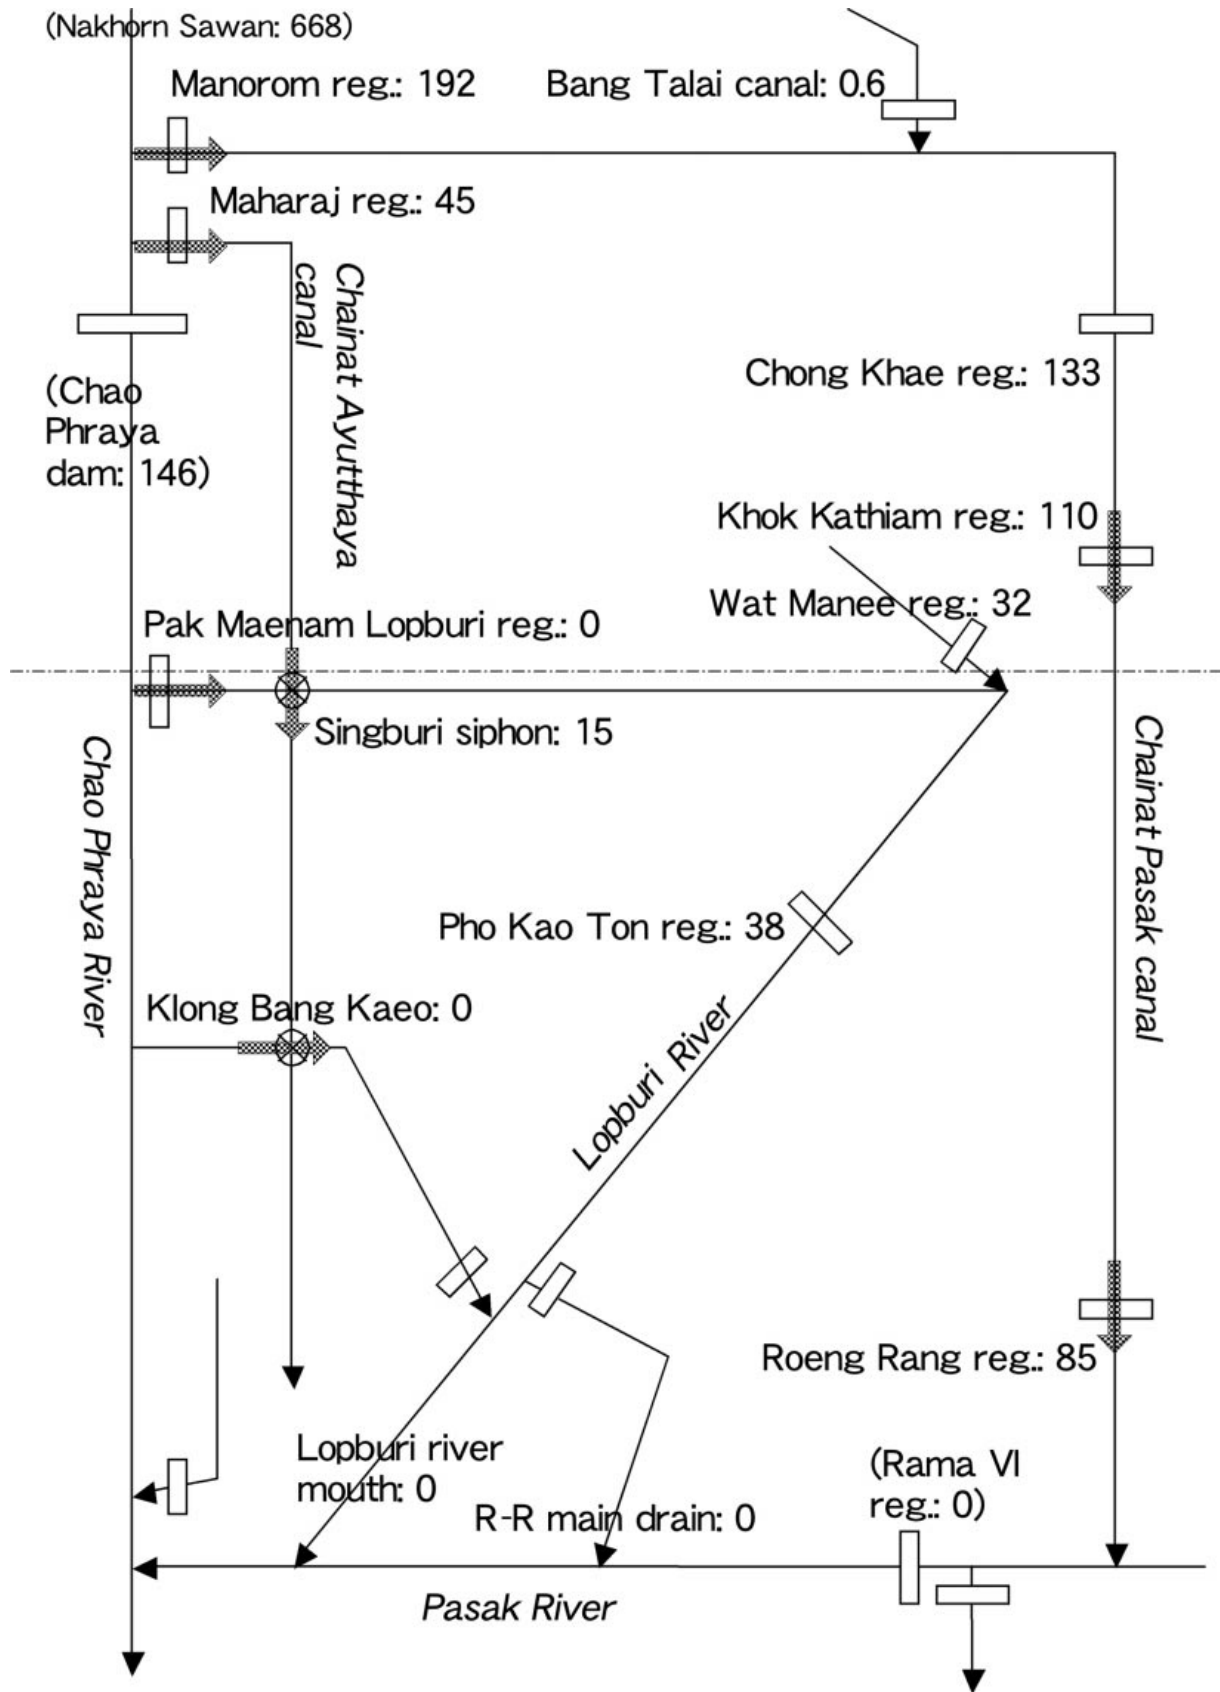 (Nakhorn Sawan: 668)
Manorom reg.: 192
Bang Talai canal: 0.6
Maharaj reg.: 45
Chainat Ayutthaya
canal
Chong Khae reg.: 133
(Chao
Phraya
dam: 146)
Khok Kathiam reg.: 110
Wat Manee reg.: 32
Pak Maenam Lopburi reg.: 0
Singburi siphon: 15
Chao Phraya River
Chainat Pasak canal
Pho Kao Ton reg.: 38
Klong Bang Kaeo: 0
Lopburi River
Roeng Rang reg.: 85
Lopburi river
mouth: 0
(Rama VI
reg.: 0)
R-R main drain: 0
Pasak River